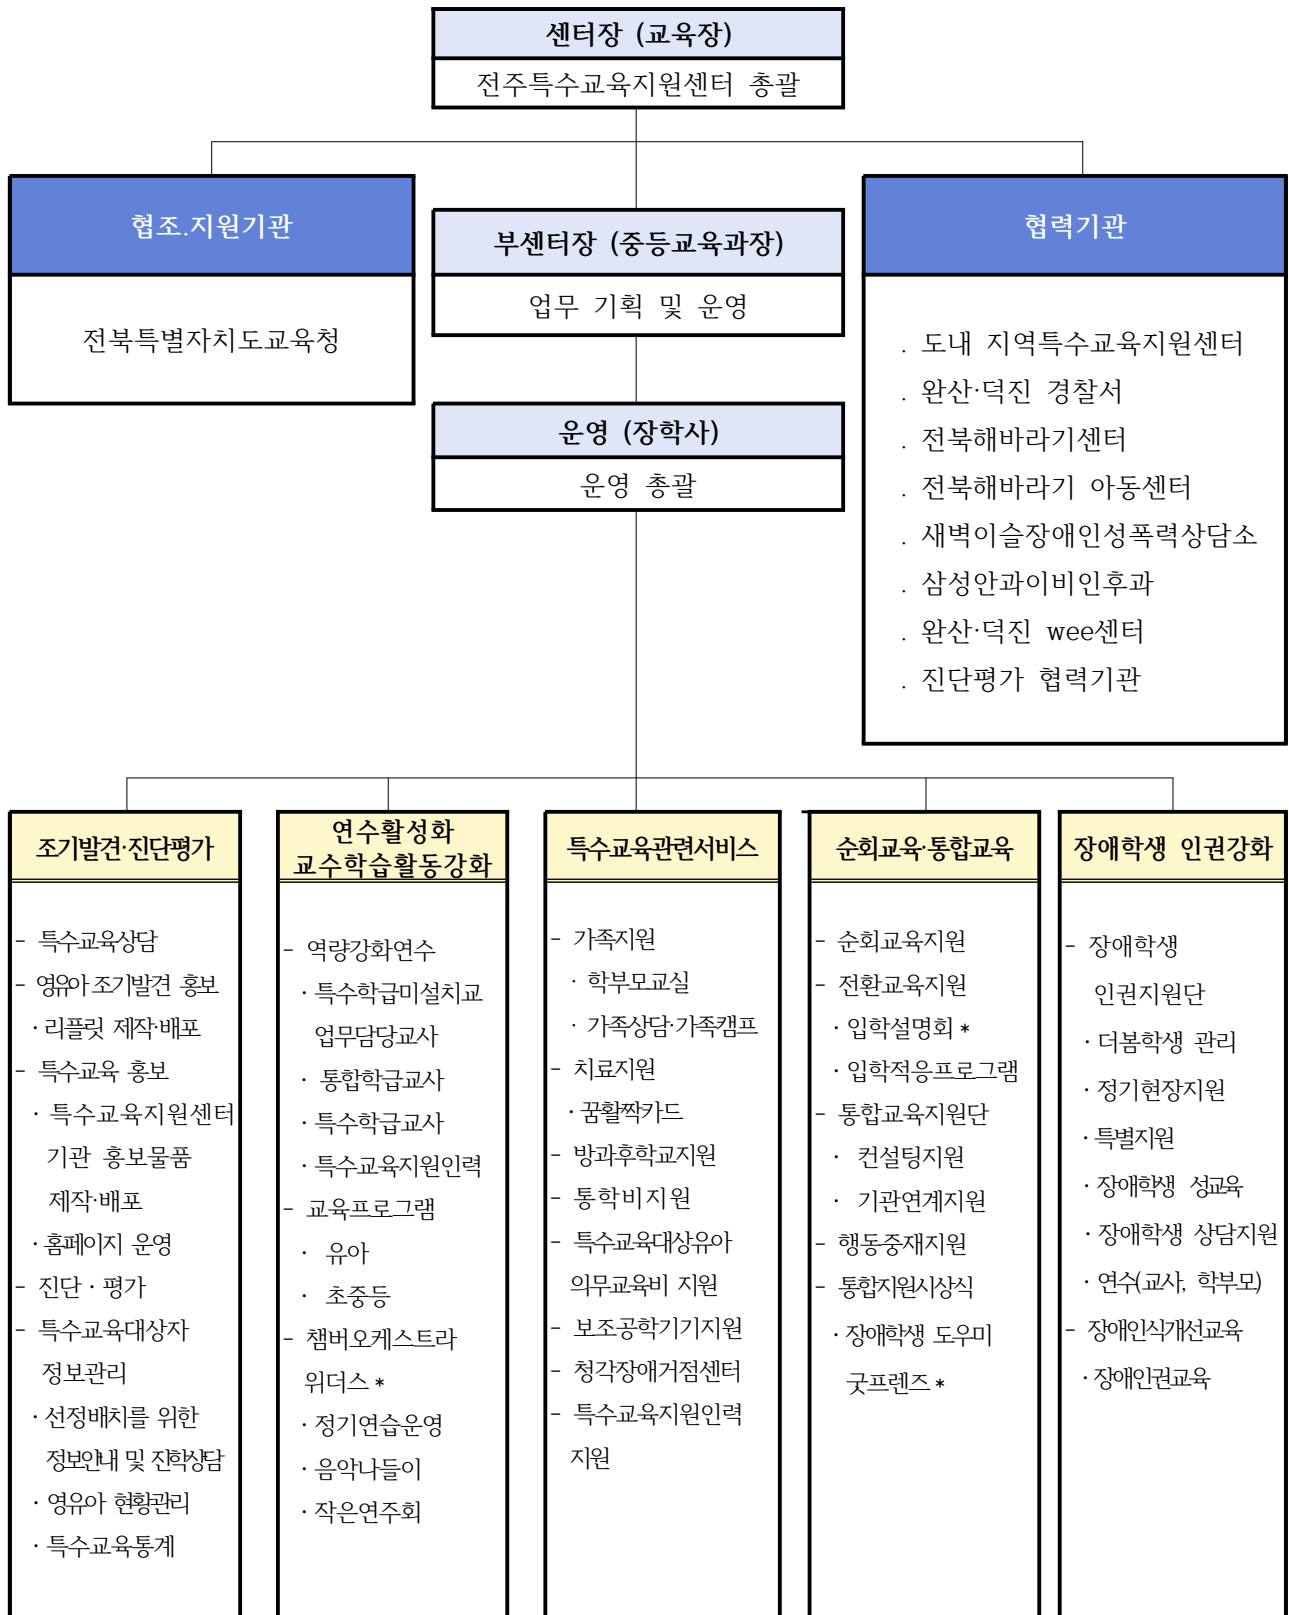 센터장 (교육장)
전주특수교육지원센터 총괄
협조.지원기관
전북특별자치도교육청
부센터장 (중등교육과장)
업무 기획 및 운영
운영 (장학사)
운영 총괄
협력기관
. 도내 지역특수교육지원센터
. 완산·덕진 경찰서
. 전북해바라기센터
. 전북해바라기 아동센터
. 새벽이슬장애인성폭력상담소
. 삼성안과이비인후과
. 완산·덕진 wee센터
. 진단평가 협력기관
조기발견·진단평가
- 특수교육상담
- 영유아 조기발견 홍보
· 리플릿 제작·배포
- 특수교육 홍보
· 특수교육지원센터
기관 홍보물품
제작·배포
· 홈페이지 운영
- 진단 · 평가
- 특수교육대상자
정보관리
· 선정배치를 위한
정보안내 및 진학상담
· 영유아 현황관리
· 특수교육통계
연수활성화
교수학습활동강화
- 역량강화연수
· 특수학급미설치교
업무담당교사
· 통합학급교사
· 특수학급교사
· 특수교육지원인력
- 교육프로그램
· 유아
· 초중등
- 챔버오케스트라
위더스 *
· 정기연습운영
· 음악나들이
· 작은연주회
특수교육관련서비스
- 가족지원
· 학부모교실
· 가족상담·가족캠프
- 치료지원
· 꿈활짝카드
- 방과후학교지원
- 통학비지원
- 특수교육대상유아
의무교육비 지원
- 보조공학기기지원
- 청각장애거점센터
- 특수교육지원인력
지원
순회교육·통합교육
- 순회교육지원
- 전환교육지원
· 입학설명회 *
· 입학적응프로그램
- 통합교육지원단
· 컨설팅지원
· 기관연계지원
- 행동중재지원
- 통합지원시상식
· 장애학생 도우미
굿프렌즈 *
장애학생 인권강화
- 장애학생
인권지원단
· 더봄학생 관리
· 정기현장지원
· 특별지원
· 장애학생 성교육
· 장애학생 상담지원
· 연수(교사, 학부모)
- 장애인식개선교육
· 장애인권교육